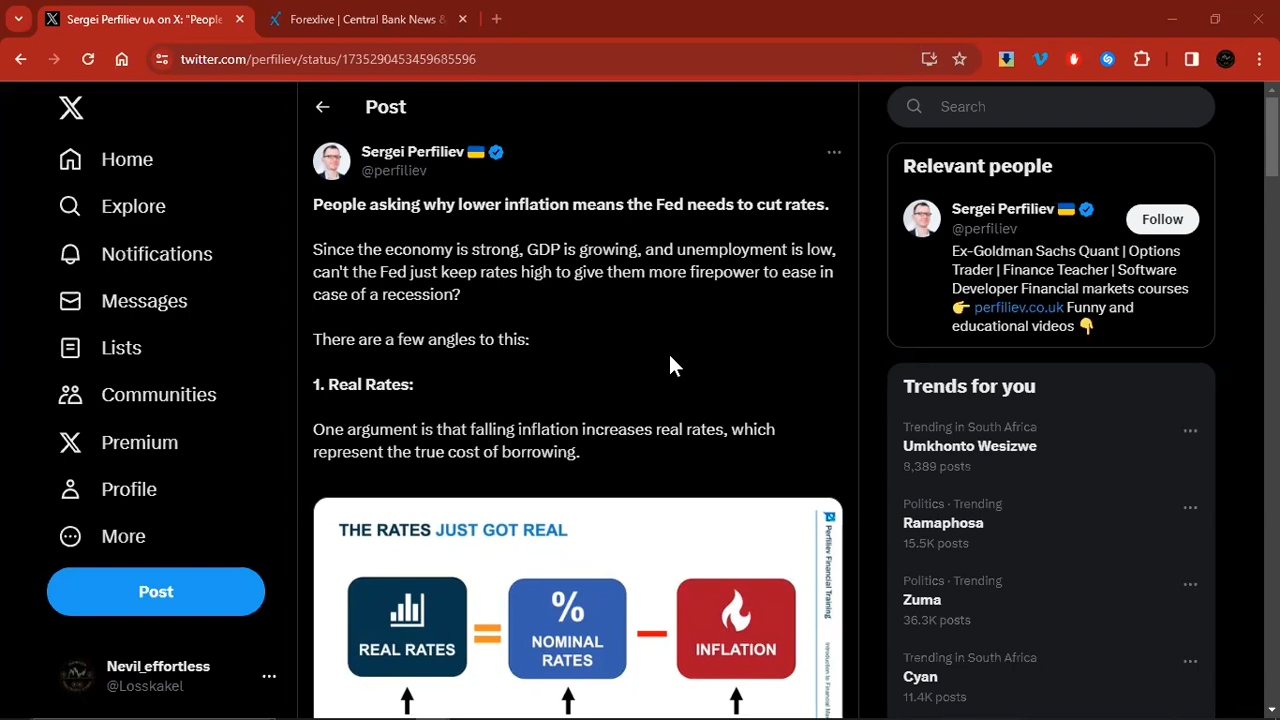 Sergei Perfiliev ᴜᴀ on X: "People
Forexlive | Central Bank News &
twitter.com/perfiliev/status/1735290453459685596
Home
Explore
Notifications
Messages
Lists
Communities
Premium
Profile
More
Post
Nevil_effortless
@Losskakel
Post
Sergei Perfiliev 🇺🇦
@perfiliev
People asking why lower inflation means the Fed needs to cut rates.
Since the economy is strong, GDP is growing, and unemployment is low,
can't the Fed just keep rates high to give them more firepower to ease in
case of a recession?
There are a few angles to this:
1. Real Rates:
One argument is that falling inflation increases real rates, which
represent the true cost of borrowing.
THE RATES JUST GOT REAL
REAL RATES
=
%
NOMINAL
RATES
−
INFLATION
Perfiliev Financial Training
Introduction to Financial Ma
Search
Relevant people
Sergei Perfiliev 🇺🇦
@perfiliev
Follow
Ex-Goldman Sachs Quant | Options
Trader | Finance Teacher | Software
Developer Financial markets courses
👉 perfiliev.co.uk Funny and
educational videos 👇
Trends for you
Trending in South Africa
Umkhonto Wesizwe
8,389 posts
Politics · Trending
Ramaphosa
15.5K posts
Politics · Trending
Zuma
36.3K posts
Trending in South Africa
Cyan
11.4K posts